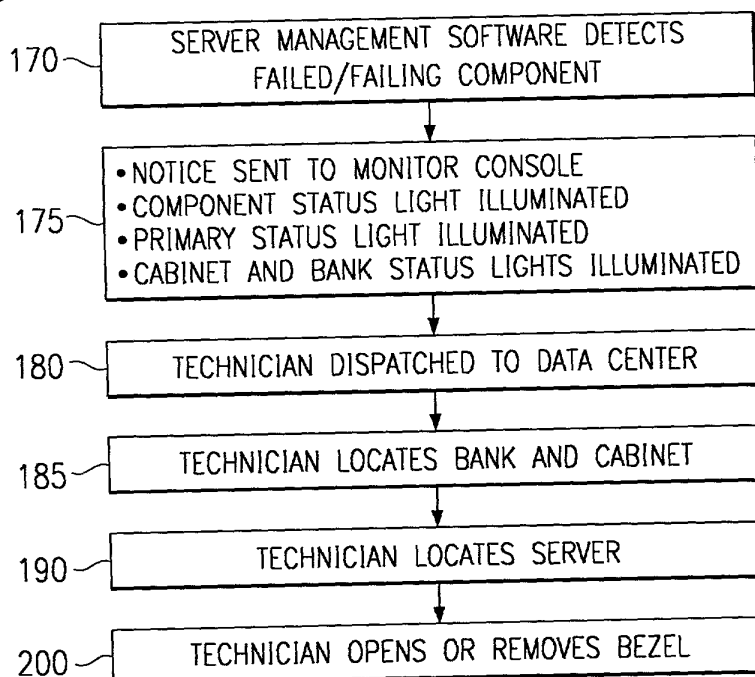 170
SERVER MANAGEMENT SOFTWARE DETECTS
FAILED/FAILING COMPONENT
175
•NOTICE SENT TO MONITOR CONSOLE
•COMPONENT STATUS LIGHT ILLUMINATED
•PRIMARY STATUS LIGHT ILLUMINATED
•CABINET AND BANK STATUS LIGHTS ILLUMINATED
180
TECHNICIAN DISPATCHED TO DATA CENTER
185
TECHNICIAN LOCATES BANK AND CABINET
190
TECHNICIAN LOCATES SERVER
200
TECHNICIAN OPENS OR REMOVES BEZEL